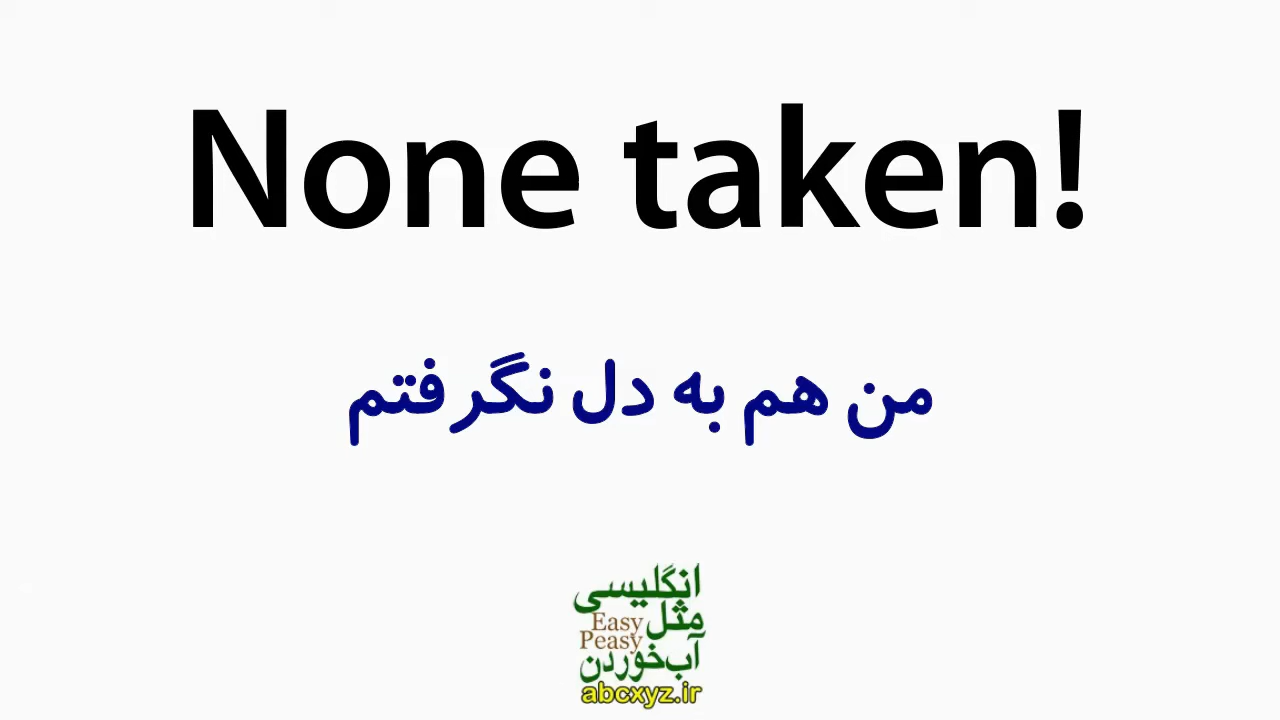 None taken!
من هم به دل نگرفتم
انگلیسی
مثل Easy
Peasy
آب‌خوردن
abcxyz.ir